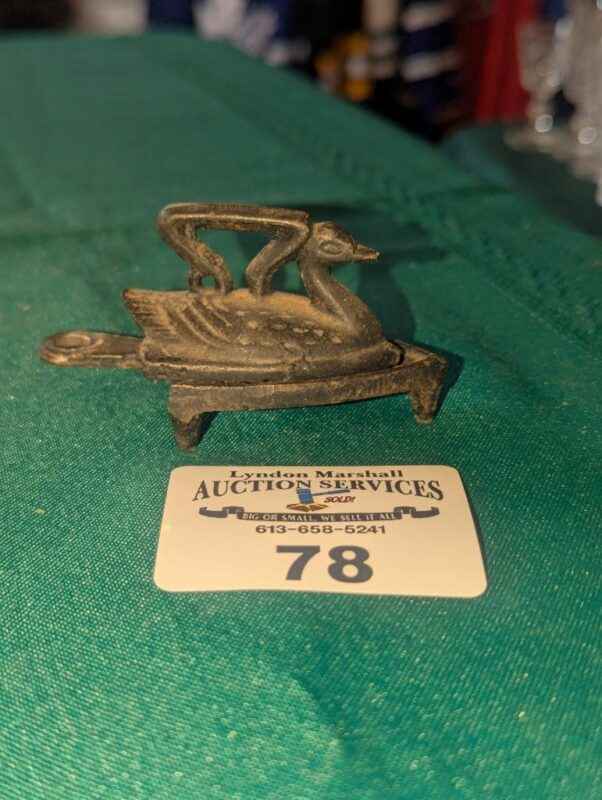 Lyndon Marshall
AUCTION SERVICES
SOLD!
BIG OR SMALL, WE SELL IT ALL
613-658-5241
78